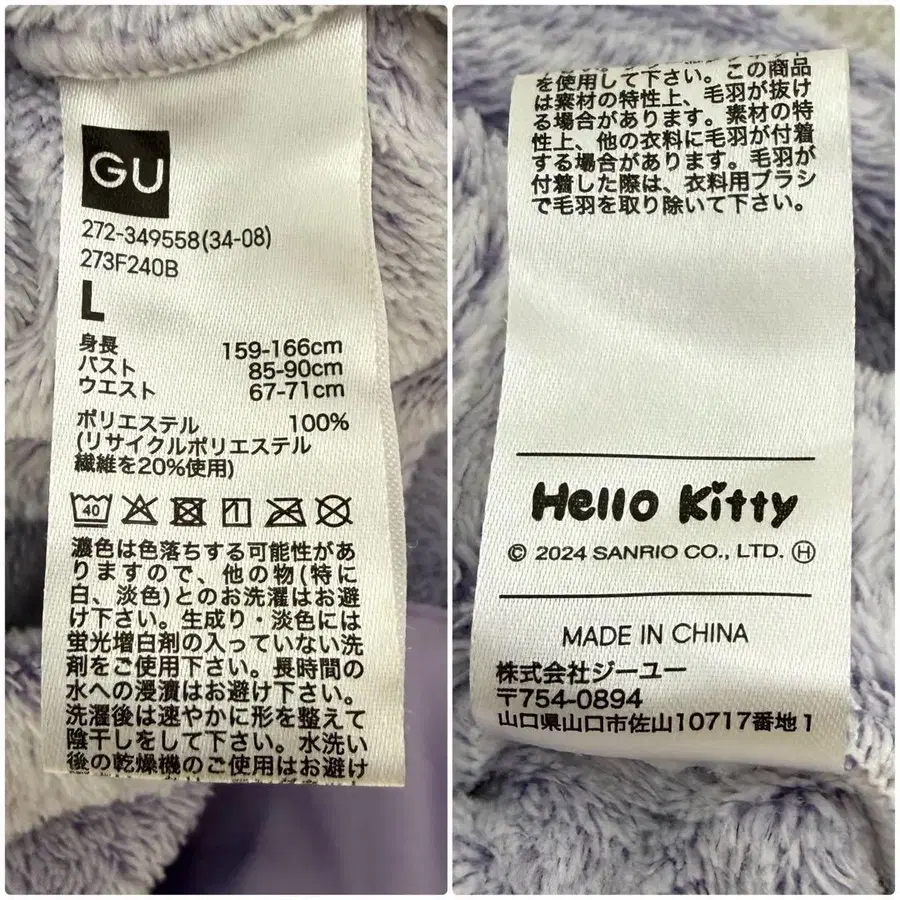 GU
272-349558(34-08)
273F240B
L
身長 159-166cm
バスト 85-90cm
ウエスト 67-71cm
ポリエステル 100%
(リサイクルポリエステル
繊維を20%使用)
40
濃色は色落ちする可能性があ
りますので、他の物(特に
白、淡色)とのお洗濯はお避
け下さい。生成り・淡色には
蛍光増白剤の入っていない洗
剤をご使用下さい。長時間の
水への浸漬はお避け下さい。
洗濯後は速やかに形を整えて
陰干しをして下さい。水洗い
後の乾燥機のご使用はお避け
を使用して下さい。この商品
は素材の特性上、毛羽が抜け
る場合があります。素材の特
性上、他の衣料に毛羽が付着
する場合があります。毛羽が
付着した際は、衣料用ブラシ
で毛羽を取り除いて下さい。
Hello Kitty
© 2024 SANRIO CO., LTD. Ⓗ
MADE IN CHINA
株式会社ジーユー
〒754-0894
山口県山口市佐山10717番地1